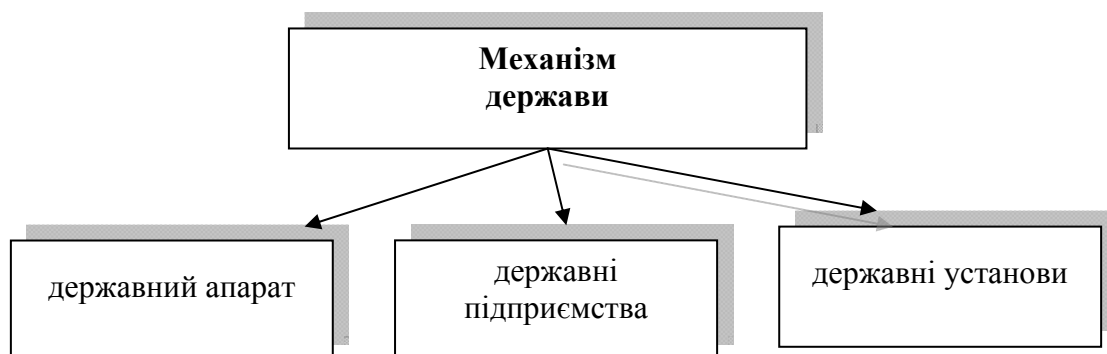 Механізм
держави
державний апарат
державні
підприємства
державні установи